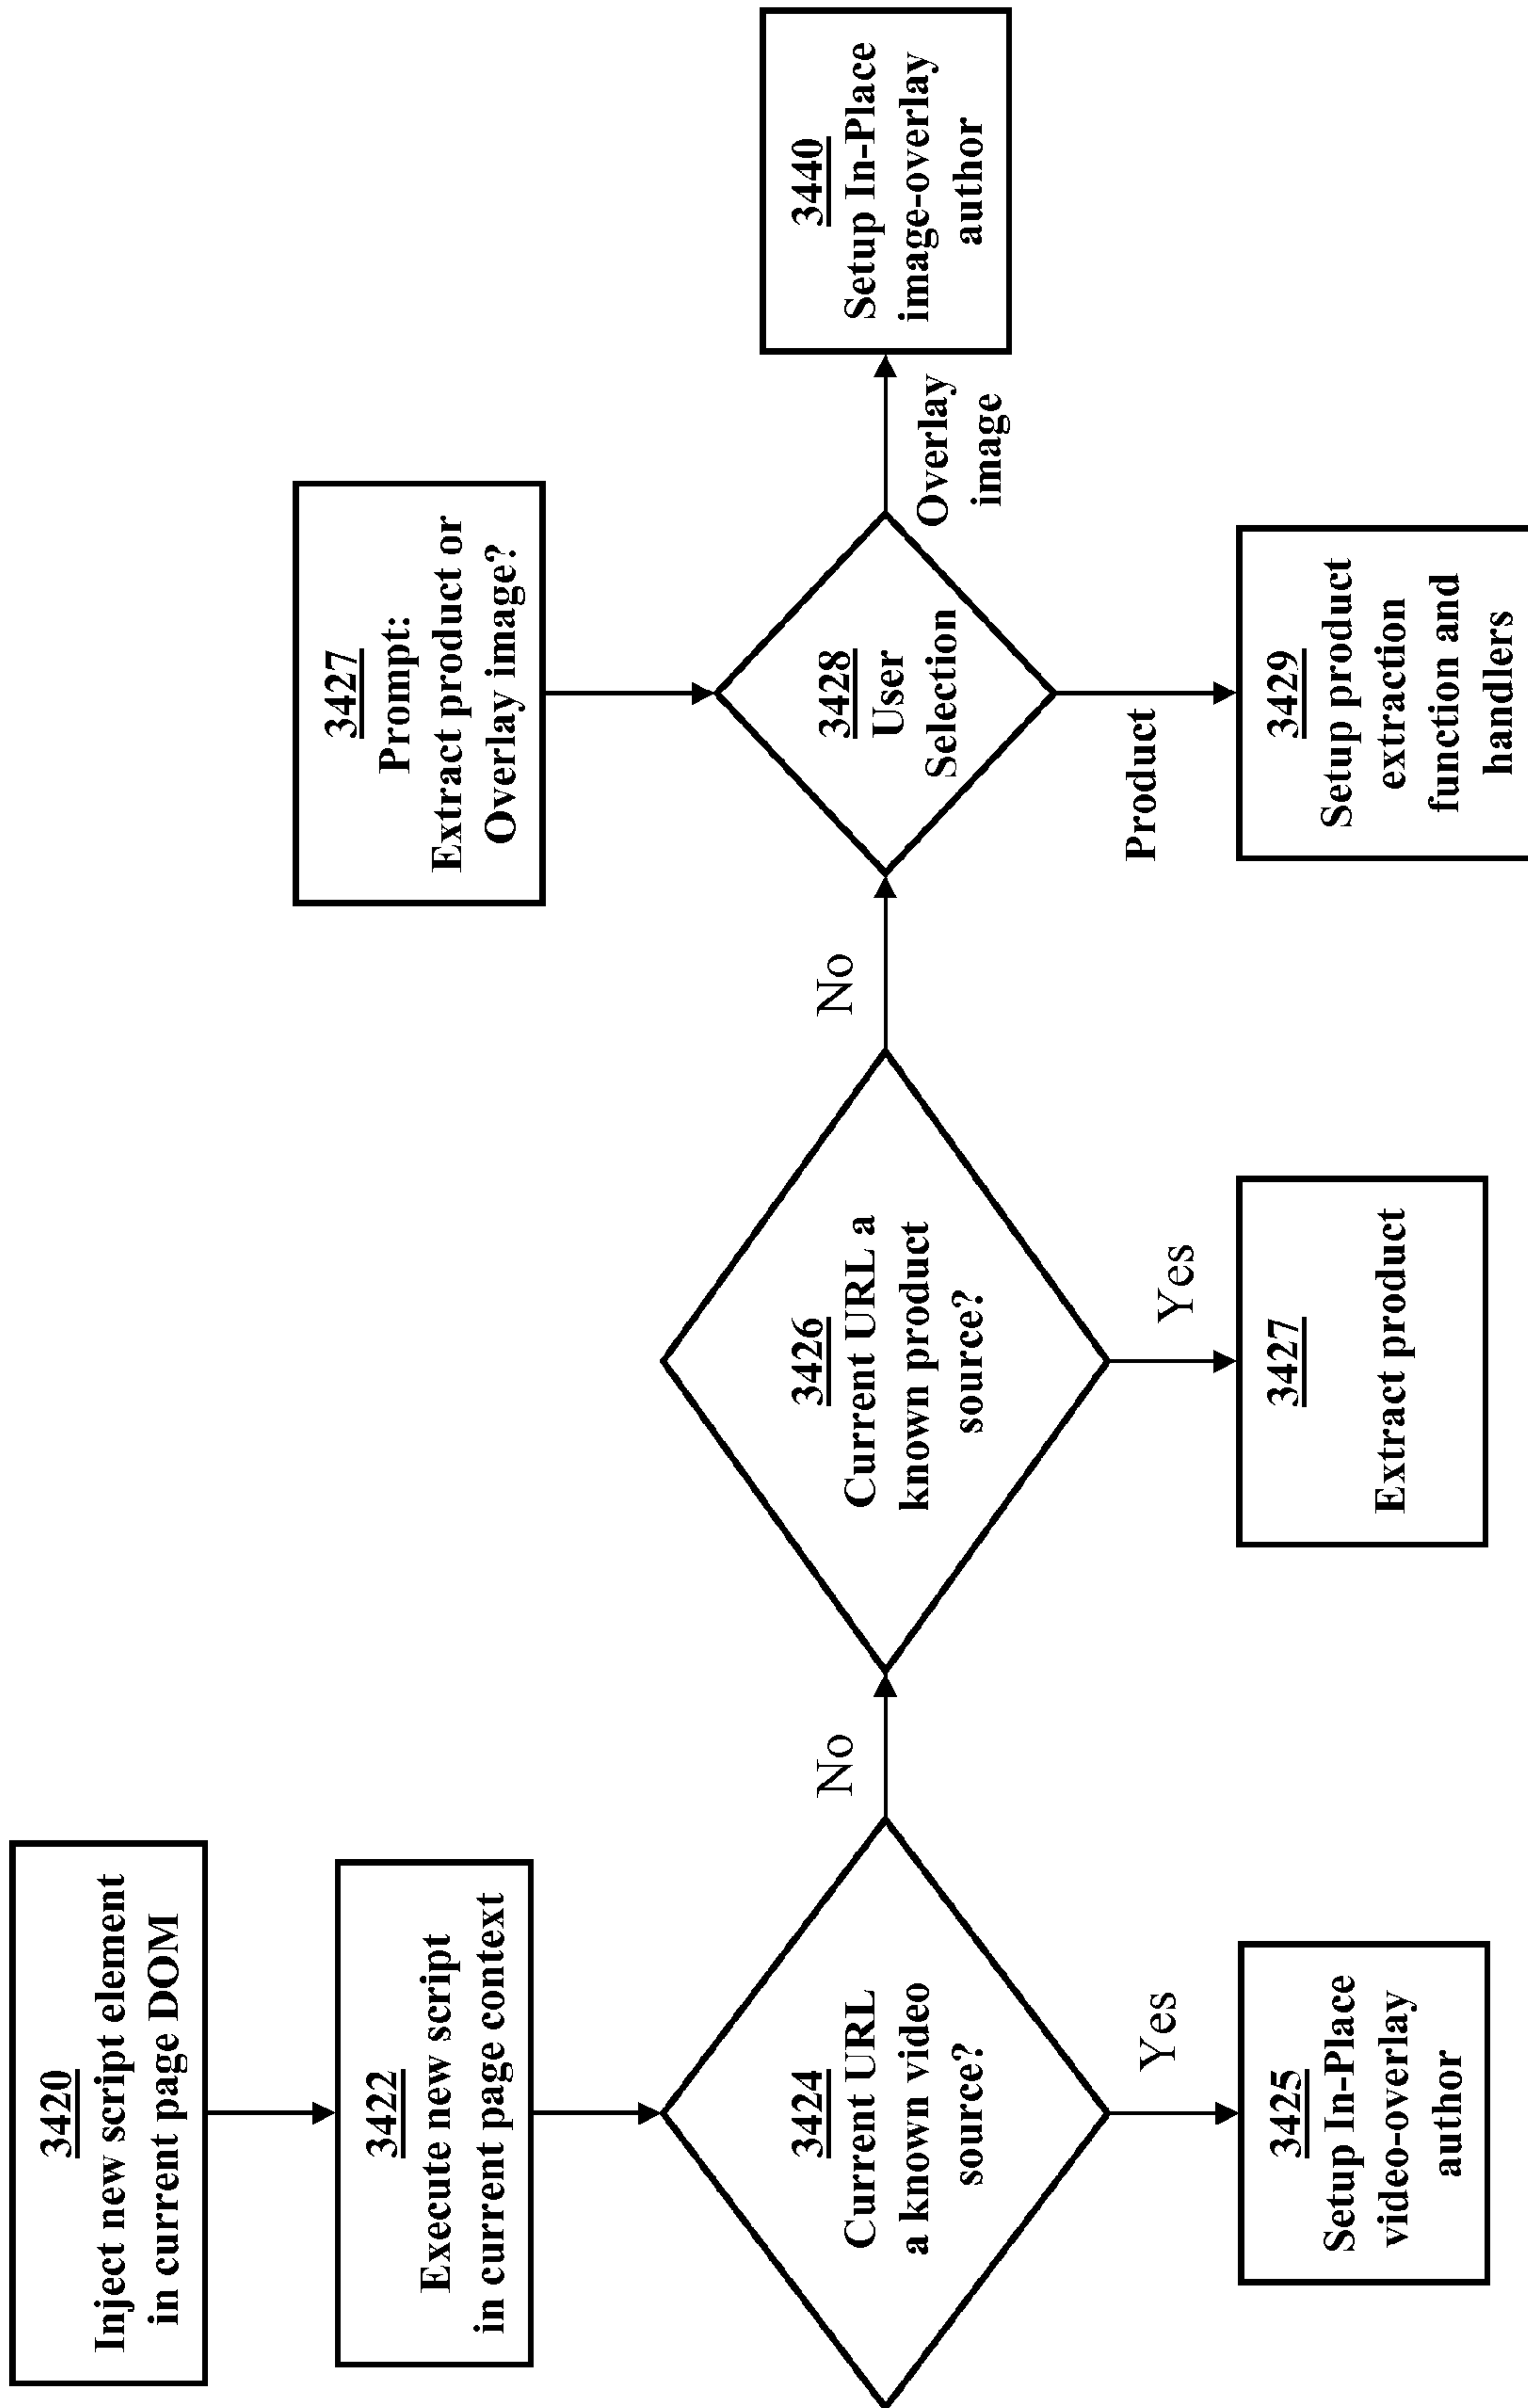 3420
Inject new script element
in current page DOM
3422
Execute new script
in current page context
3424
Current URL
a known video
source?
Yes
3425
Setup In-Place
video-overlay
author
No
3426
Current URL a
known product
source?
Yes
3427
Extract product
No
3427
Prompt:
Extract product or
Overlay image?
3428
User
Selection
Product
3429
Setup product
extraction
function and
handlers
Overlay
image
3440
Setup In-Place
image-overlay
author